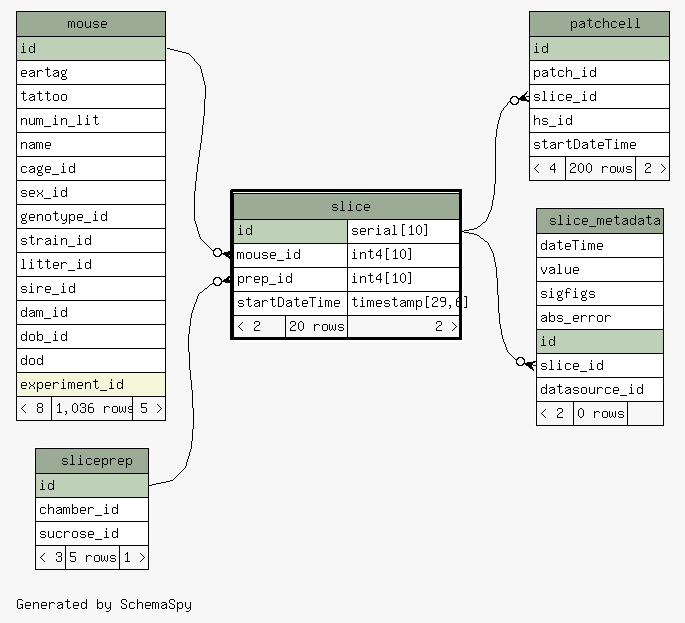 mouse
id
eartag
tattoo
num_in_lit
name
cage_id
sex_id
genotype_id
strain_id
litter_id
sire_id
dam_id
dob_id
dod
experiment_id
< 8 1,036 rows 5 >
sliceprep
id
chamber_id
sucrose_id
< 3 5 rows 1 >
slice
id serial[10]
mouse_id int4[10]
prep_id int4[10]
startDateTime timestamp[29,6]
< 2 20 rows 2 >
patchcell
id
patch_id
slice_id
hs_id
startDateTime
< 4 200 rows 2 >
slice_metadata
dateTime
value
sigfigs
abs_error
id
slice_id
datasource_id
< 2 0 rows
Generated by SchemaSpy